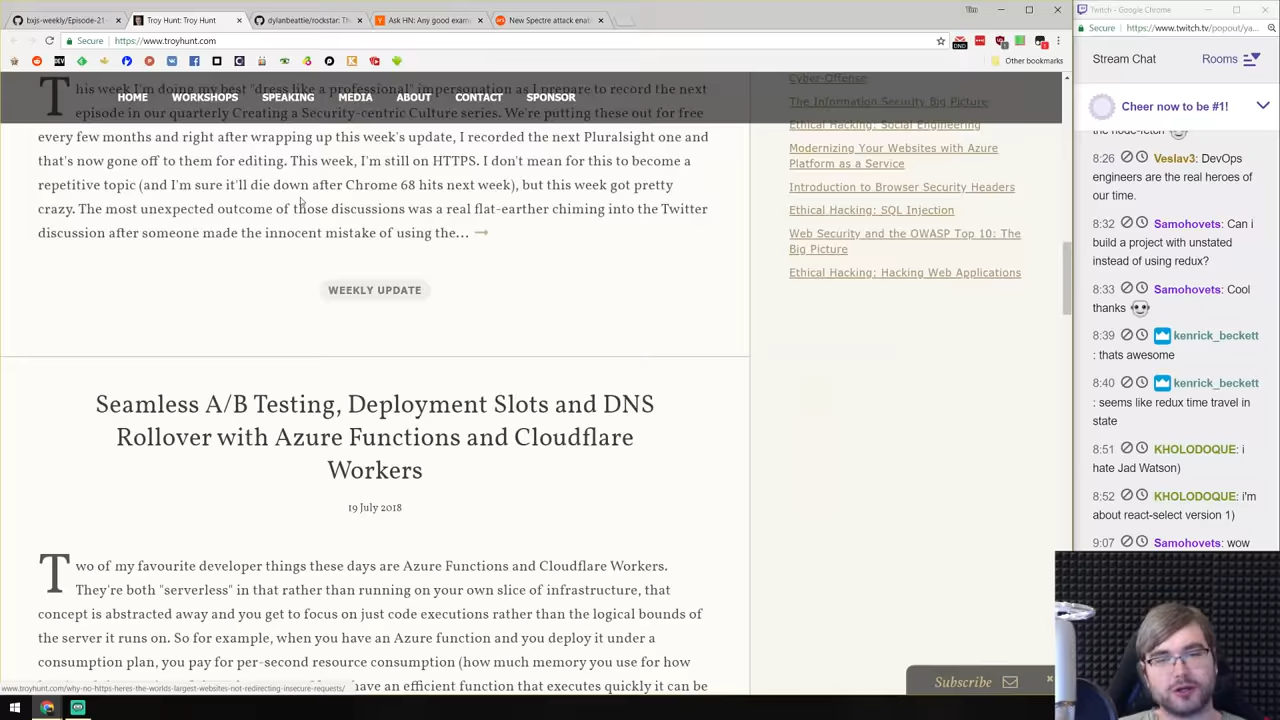 bxjs-weekly/Episode-21
Troy Hunt: Troy Hunt
dylanbeattie/rockstar: Th
Ask HN: Any good exam
New Spectre attack enab
Tim
Twitch - Google Chrome
Secure
https://www.troyhunt.com
Secure
https://www.twitch.tv/popout/ya...
DND
Other bookmarks
Stream Chat
Rooms
Cheer now to be #1!
HOME
WORKSHOPS
SPEAKING
MEDIA
ABOUT
CONTACT
SPONSOR
This week I'm doing my best "dress like a professional" impersonation as I prepare to record the next
episode in our quarterly Creating a Security-centric Culture series. We're putting these out for free
every few months and right after wrapping up this week's update, I recorded the next Pluralsight one and
that's now gone off to them for editing. This week, I'm still on HTTPS. I don't mean for this to become a
repetitive topic (and I'm sure it'll die down after Chrome 68 hits next week), but this week got pretty
crazy. The most unexpected outcome of those discussions was a real flat-earther chiming into the Twitter
discussion after someone made the innocent mistake of using the... →
WEEKLY UPDATE
Seamless A/B Testing, Deployment Slots and DNS
Rollover with Azure Functions and Cloudflare
Workers
19 July 2018
Two of my favourite developer things these days are Azure Functions and Cloudflare Workers.
They're both "serverless" in that rather than running on your own slice of infrastructure, that
concept is abstracted away and you get to focus on just code executions rather than the logical bounds of
the server it runs on. So for example, when you have an Azure function and you deploy it under a
consumption plan, you pay for per-second resource consumption (how much memory you use for how
have an efficient function that executes quickly it can be
www.troyhunt.com/why-no-https-heres-the-worlds-largest-websites-not-redirecting-insecure-requests/
Cyber-Offense
The Information Security Big Picture
Ethical Hacking: Social Engineering
Modernizing Your Websites with Azure
Platform as a Service
Introduction to Browser Security Headers
Ethical Hacking: SQL Injection
Web Security and the OWASP Top 10: The
Big Picture
Ethical Hacking: Hacking Web Applications
Subscribe
the node-fetch
8:26 Veslav3: DevOps
engineers are the real heroes of
our time.
8:32 Samohovets: Can i
build a project with unstated
instead of using redux?
8:33 Samohovets: Cool
thanks
8:39 kenrick_beckett
: thats awesome
8:40 kenrick_beckett
: seems like redux time travel in
state
8:51 KHOLODOQUE: i
hate Jad Watson)
8:52 KHOLODOQUE: i'm
about react-select version 1)
9:07 Samohovets: wow